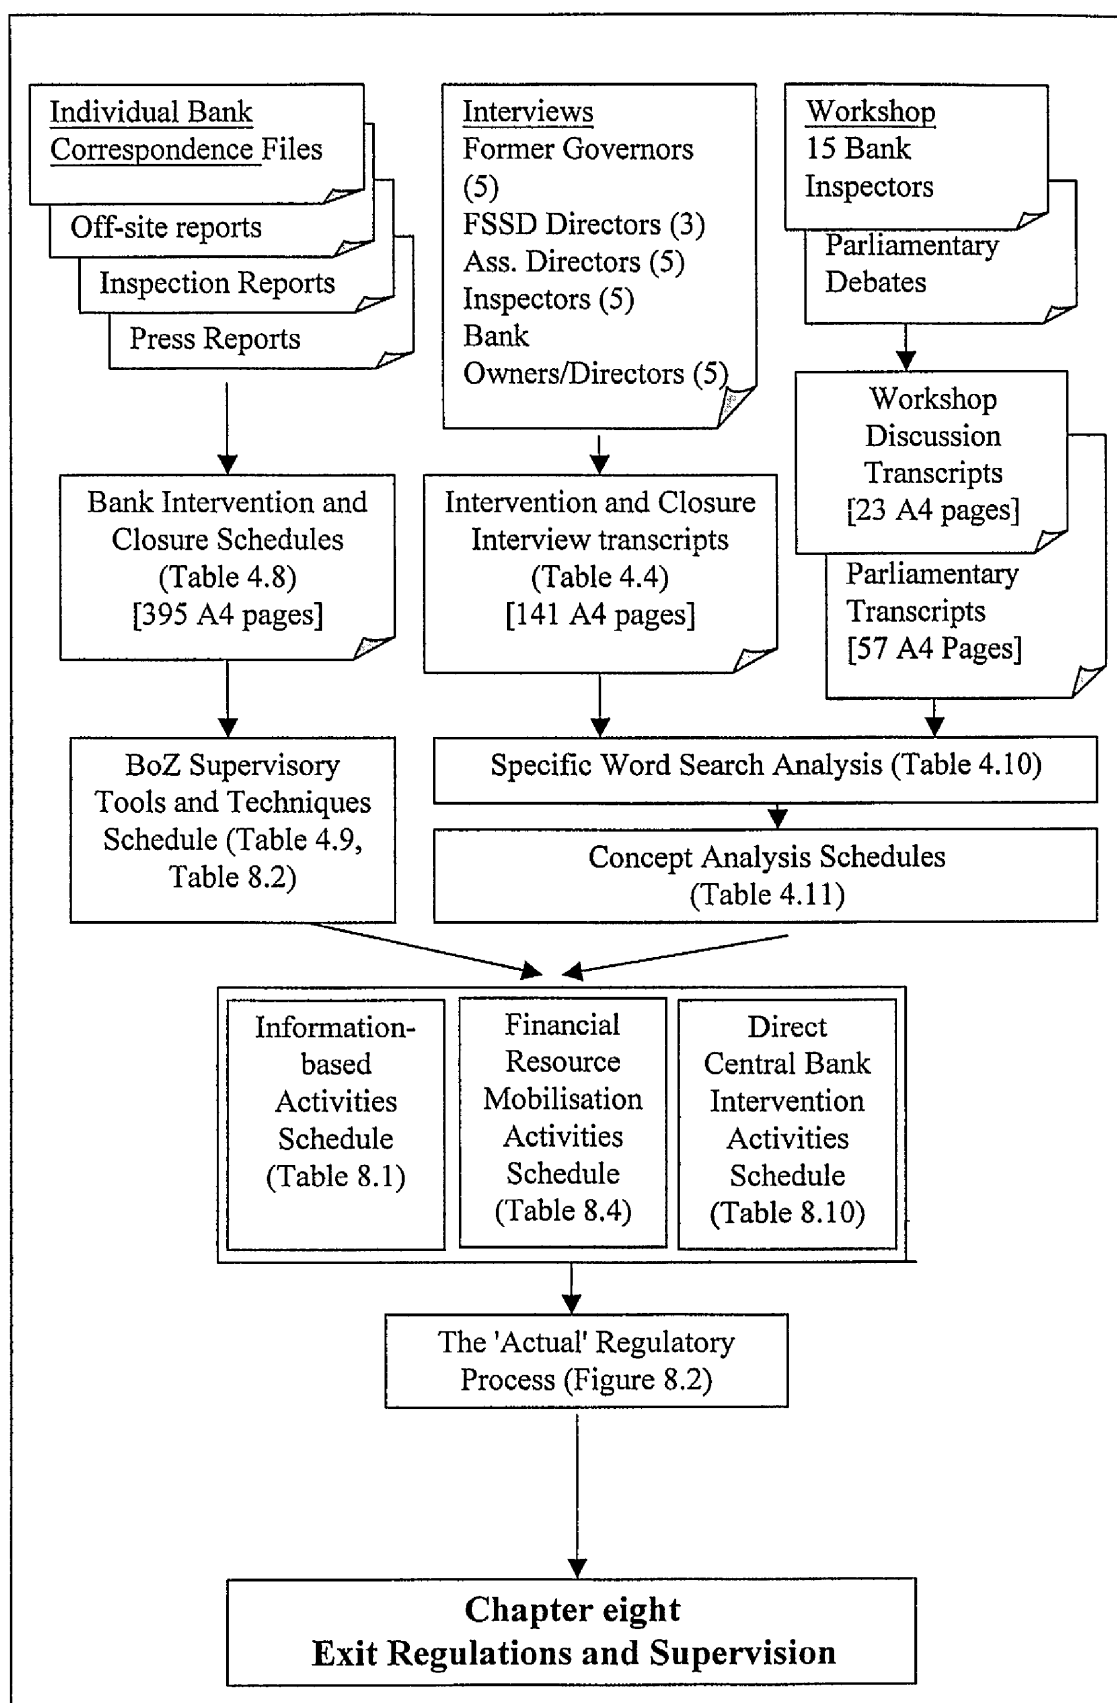 Individual Bank
Correspondence Files
Off-site reports
Inspection Reports
Press Reports
Interviews
Former Governors
(5)
FSSD Directors (3)
Ass. Directors (5)
Inspectors (5)
Bank
Owners/Directors (5)
Workshop
15 Bank
Inspectors
Parliamentary
Debates
Bank Intervention and
Closure Schedules
(Table 4.8)
[395 A4 pages]
Intervention and Closure
Interview transcripts
(Table 4.4)
[141 A4 pages]
Workshop
Discussion
Transcripts
[23 A4 pages]
Parliamentary
Transcripts
[57 A4 Pages]
BoZ Supervisory
Tools and Techniques
Schedule (Table 4.9,
Table 8.2)
Specific Word Search Analysis (Table 4.10)
Concept Analysis Schedules
(Table 4.11)
Information-
based
Activities
Schedule
(Table 8.1)
Financial
Resource
Mobilisation
Activities
Schedule
(Table 8.4)
Direct
Central Bank
Intervention
Activities
Schedule
(Table 8.10)
The 'Actual' Regulatory
Process (Figure 8.2)
Chapter eight
Exit Regulations and Supervision